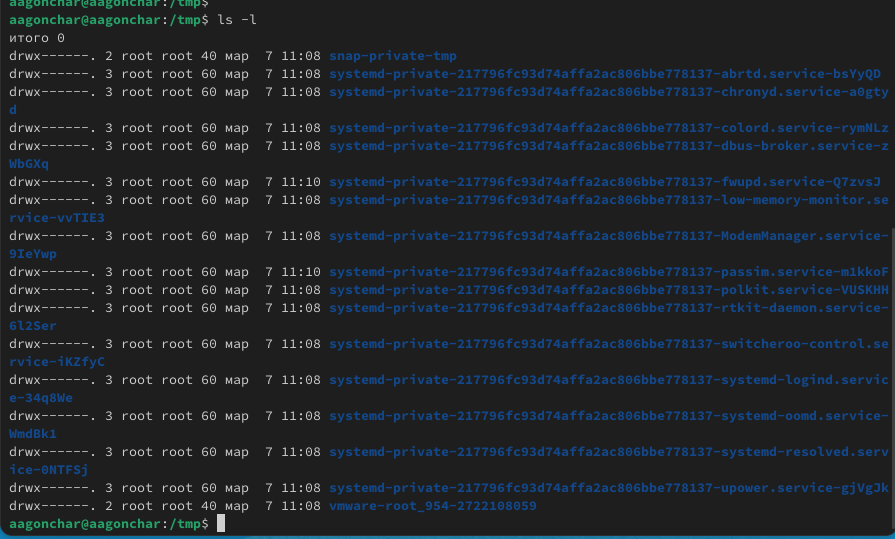 aagonchar@aagonchar:/tmp$
aagonchar@aagonchar:/tmp$ ls -l
итого 0
drwx------. 2 root root 40 мар  7 11:08 snap-private-tmp
drwx------. 3 root root 60 мар  7 11:08 systemd-private-217796fc93d74affa2ac806bbe778137-abrtd.service-bsYyQD
drwx------. 3 root root 60 мар  7 11:08 systemd-private-217796fc93d74affa2ac806bbe778137-chronyd.service-a0gty
d
drwx------. 3 root root 60 мар  7 11:08 systemd-private-217796fc93d74affa2ac806bbe778137-colord.service-rymNLz
drwx------. 3 root root 60 мар  7 11:08 systemd-private-217796fc93d74affa2ac806bbe778137-dbus-broker.service-z
WbGXq
drwx------. 3 root root 60 мар  7 11:10 systemd-private-217796fc93d74affa2ac806bbe778137-fwupd.service-Q7zvsJ
drwx------. 3 root root 60 мар  7 11:08 systemd-private-217796fc93d74affa2ac806bbe778137-low-memory-monitor.se
rvice-vvTIE3
drwx------. 3 root root 60 мар  7 11:08 systemd-private-217796fc93d74affa2ac806bbe778137-ModemManager.service-
9IeYwp
drwx------. 3 root root 60 мар  7 11:10 systemd-private-217796fc93d74affa2ac806bbe778137-passim.service-m1kkoF
drwx------. 3 root root 60 мар  7 11:08 systemd-private-217796fc93d74affa2ac806bbe778137-polkit.service-VUSKHH
drwx------. 3 root root 60 мар  7 11:08 systemd-private-217796fc93d74affa2ac806bbe778137-rtkit-daemon.service-
Gl2Ser
drwx------. 3 root root 60 мар  7 11:08 systemd-private-217796fc93d74affa2ac806bbe778137-switcheroo-control.se
rvice-iKZfyC
drwx------. 3 root root 60 мар  7 11:08 systemd-private-217796fc93d74affa2ac806bbe778137-systemd-logind.servic
e-34q8We
drwx------. 3 root root 60 мар  7 11:08 systemd-private-217796fc93d74affa2ac806bbe778137-systemd-oomd.service-
WmdBk1
drwx------. 3 root root 60 мар  7 11:08 systemd-private-217796fc93d74affa2ac806bbe778137-systemd-resolved.serv
ice-0NTFSj
drwx------. 3 root root 60 мар  7 11:08 systemd-private-217796fc93d74affa2ac806bbe778137-upower.service-gjVgJk
drwx------. 2 root root 40 мар  7 11:08 vmware-root_954-2722108059
aagonchar@aagonchar:/tmp$